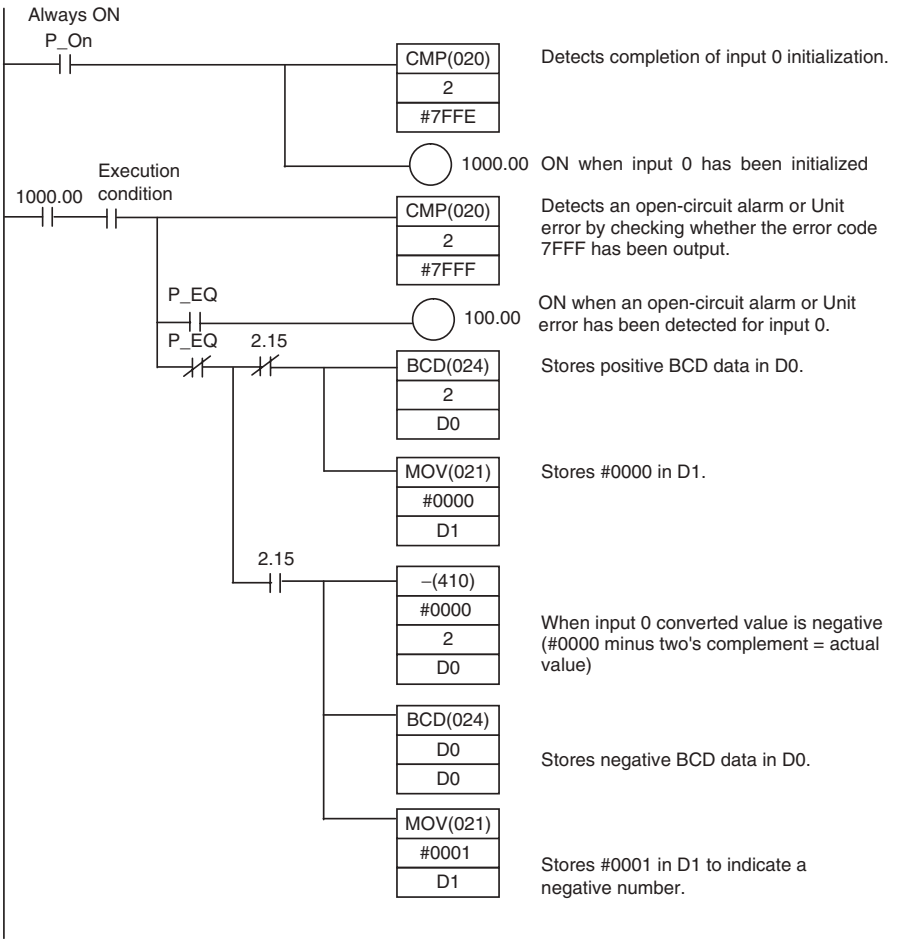 Always ON
P_On
CMP(020)
2
#7FFE
Detects completion of input 0 initialization.
1000.00 ON when input 0 has been initialized
Execution
condition
1000.00
CMP(020)
2
#7FFF
Detects an open-circuit alarm or Unit
error by checking whether the error code
7FFF has been output.
P_EQ
100.00
ON when an open-circuit alarm or Unit
error has been detected for input 0.
P_EQ
2.15
BCD(024)
2
D0
Stores positive BCD data in D0.
MOV(021)
#0000
D1
Stores #0000 in D1.
2.15
−(410)
#0000
2
D0
When input 0 converted value is negative
(#0000 minus two's complement = actual
value)
BCD(024)
D0
D0
Stores negative BCD data in D0.
MOV(021)
#0001
D1
Stores #0001 in D1 to indicate a
negative number.